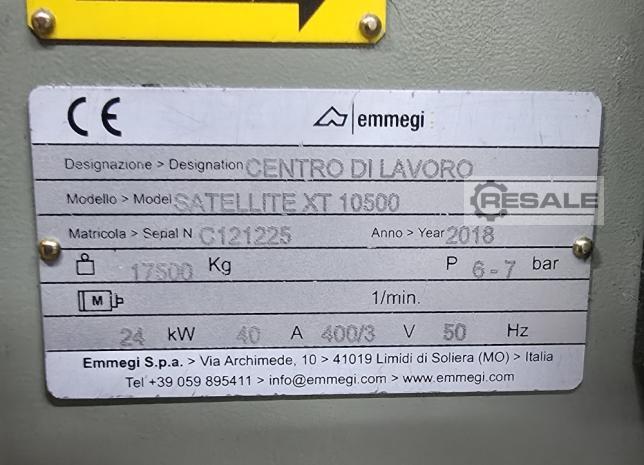 CE emmegi
Designazione > Designation CENTRO DI LAVORO
Modello > Model SATELLITE XT 10500
RESALE
Matricola > Serial N C121225 Anno > Year 2018
17500 Kg P 6-7 bar
M 1/min.
24 kW 40 A 400/3 V 50 Hz
Emmegi S.p.a. > Via Archimede, 10 > 41019 Limidi di Soliera (MO) > Italia
Tel +39 059 895411 > info@emmegi.com > www.emmegi.com